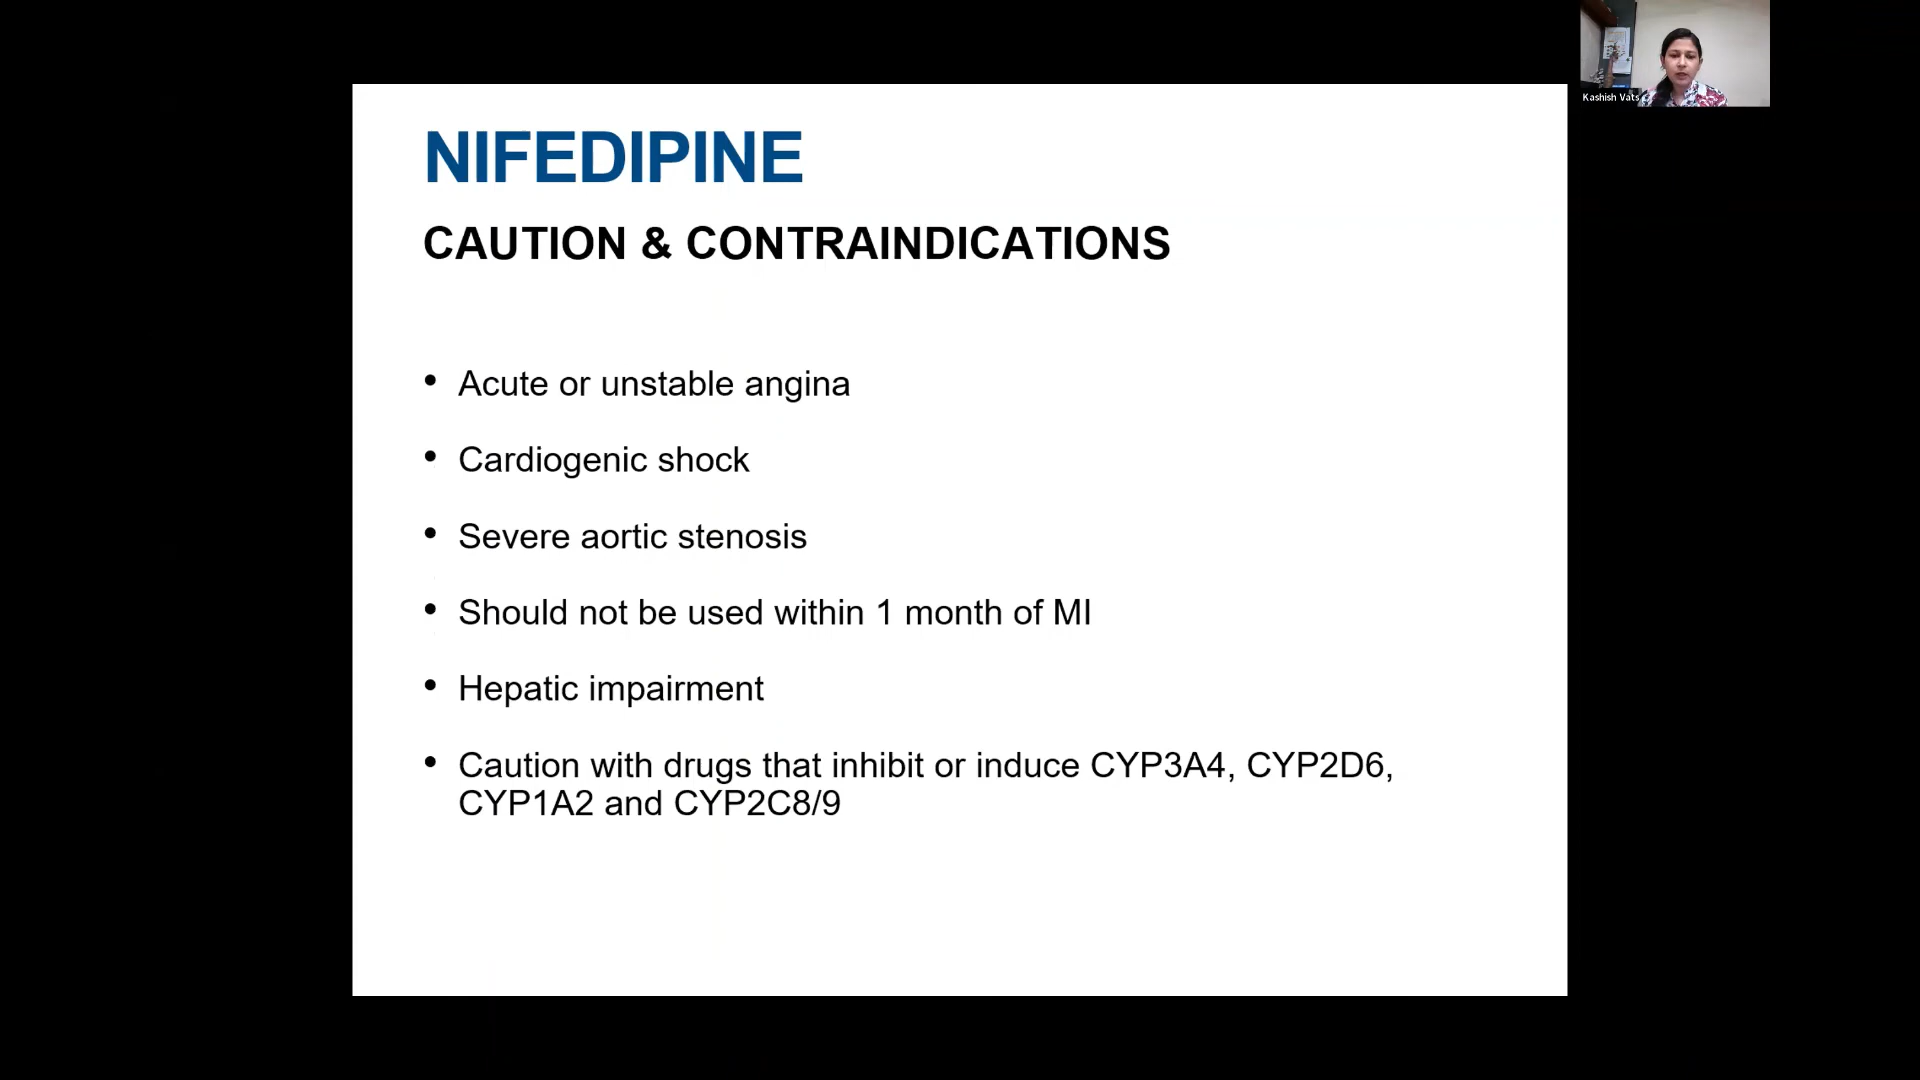 NIFEDIPINE
CAUTION & CONTRAINDICATIONS
• Acute or unstable angina
• Cardiogenic shock
• Severe aortic stenosis
• Should not be used within 1 month of MI
• Hepatic impairment
• Caution with drugs that inhibit or induce CYP3A4, CYP2D6,
CYP1A2 and CYP2C8/9
Kashish Vats